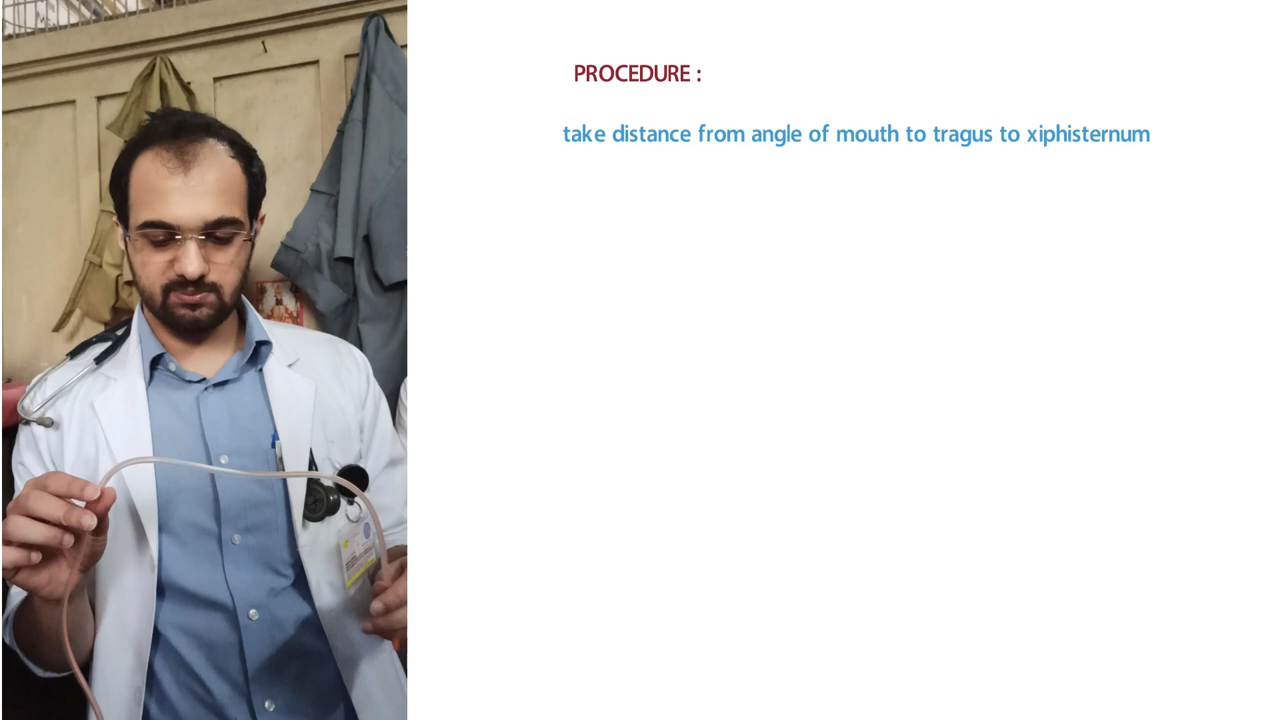 PROCEDURE :
take distance from angle of mouth to tragus to xiphisternum